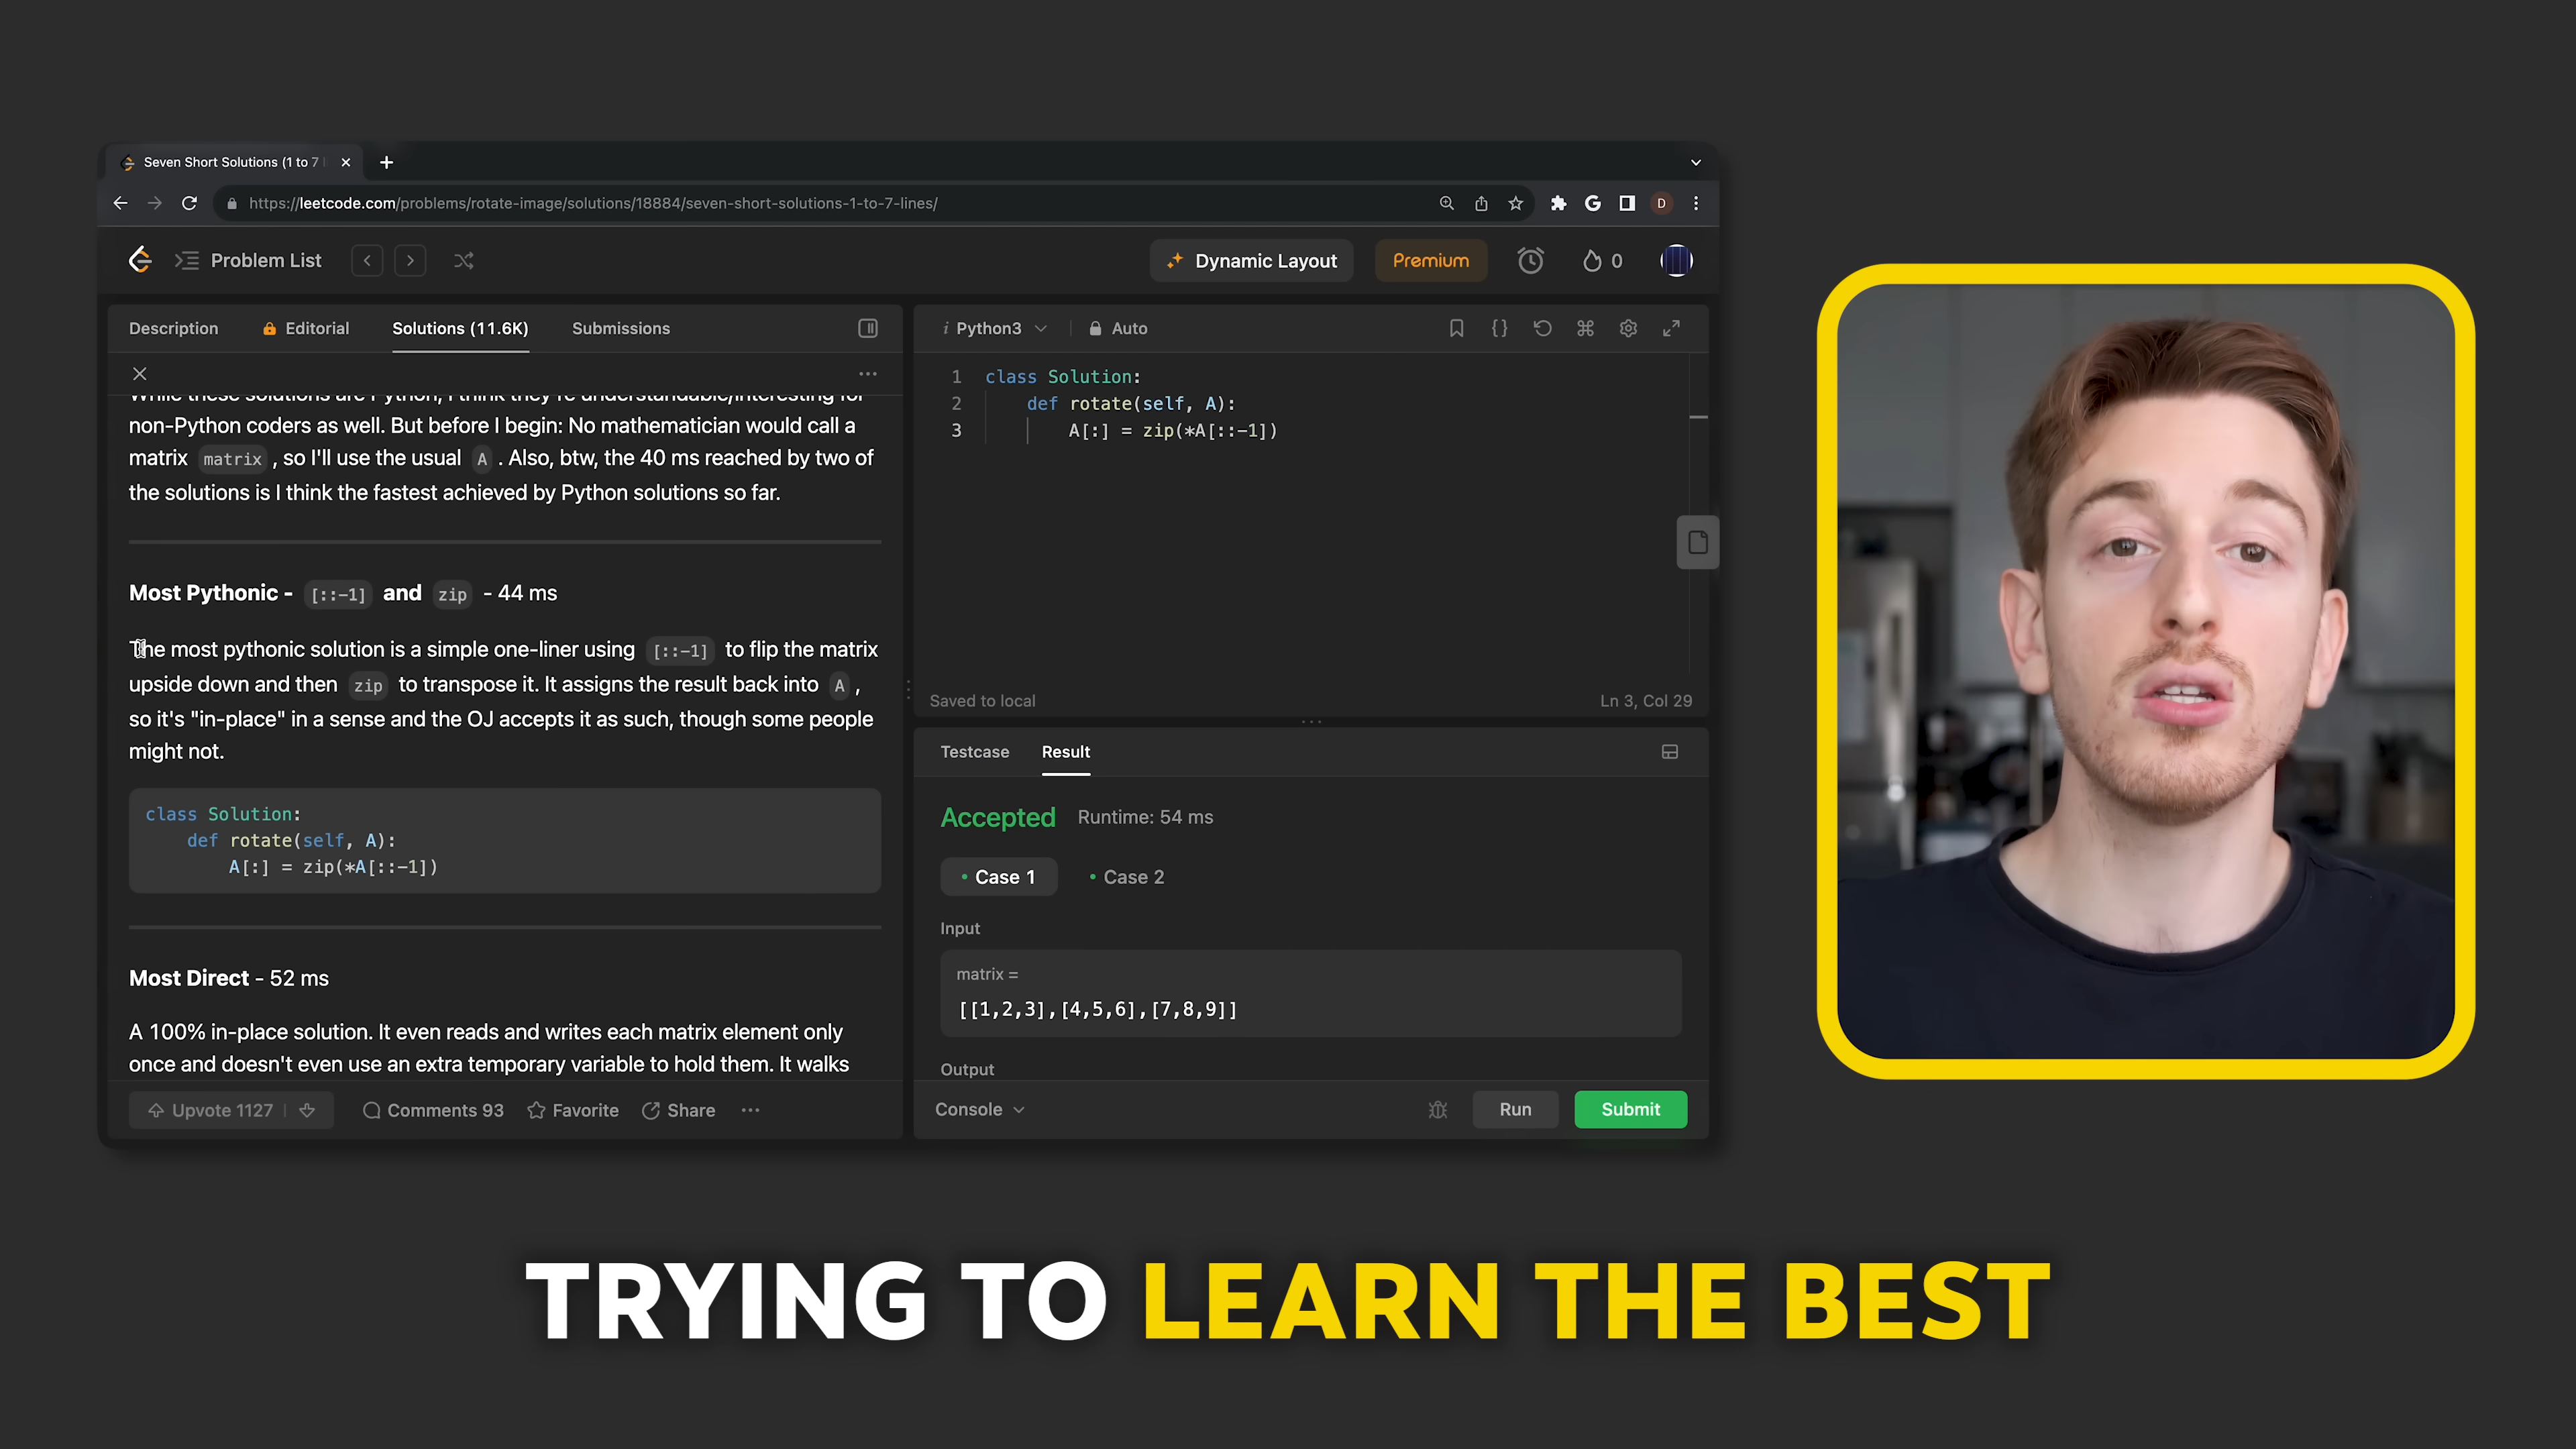 Seven Short Solutions (1 to 7
https://leetcode.com/problems/rotate-image/solutions/18884/seven-short-solutions-1-to-7-lines/
D
Problem List
Dynamic Layout
Premium
0
Description
Editorial
Solutions (11.6K)
Submissions
While these solutions are Python, I think they're understandable/interesting for
non-Python coders as well. But before I begin: No mathematician would call a
matrix matrix , so I'll use the usual A . Also, btw, the 40 ms reached by two of
the solutions is I think the fastest achieved by Python solutions so far.
Most Pythonic - [::-1] and zip - 44 ms
The most pythonic solution is a simple one-liner using [::-1] to flip the matrix
upside down and then zip to transpose it. It assigns the result back into A ,
so it's "in-place" in a sense and the OJ accepts it as such, though some people
might not.
class Solution:
def rotate(self, A):
A[:] = zip(*A[::-1])
Most Direct - 52 ms
A 100% in-place solution. It even reads and writes each matrix element only
once and doesn't even use an extra temporary variable to hold them. It walks
Upvote 1127
Comments 93
Favorite
Share
Python3
Auto
1 class Solution:
2 def rotate(self, A):
3 A[:] = zip(*A[::-1])
Saved to local
Ln 3, Col 29
Testcase
Result
Accepted
Runtime: 54 ms
Case 1
Case 2
Input
matrix =
[[1,2,3],[4,5,6],[7,8,9]]
Output
Console
Run
Submit
TRYING TO LEARN THE BEST